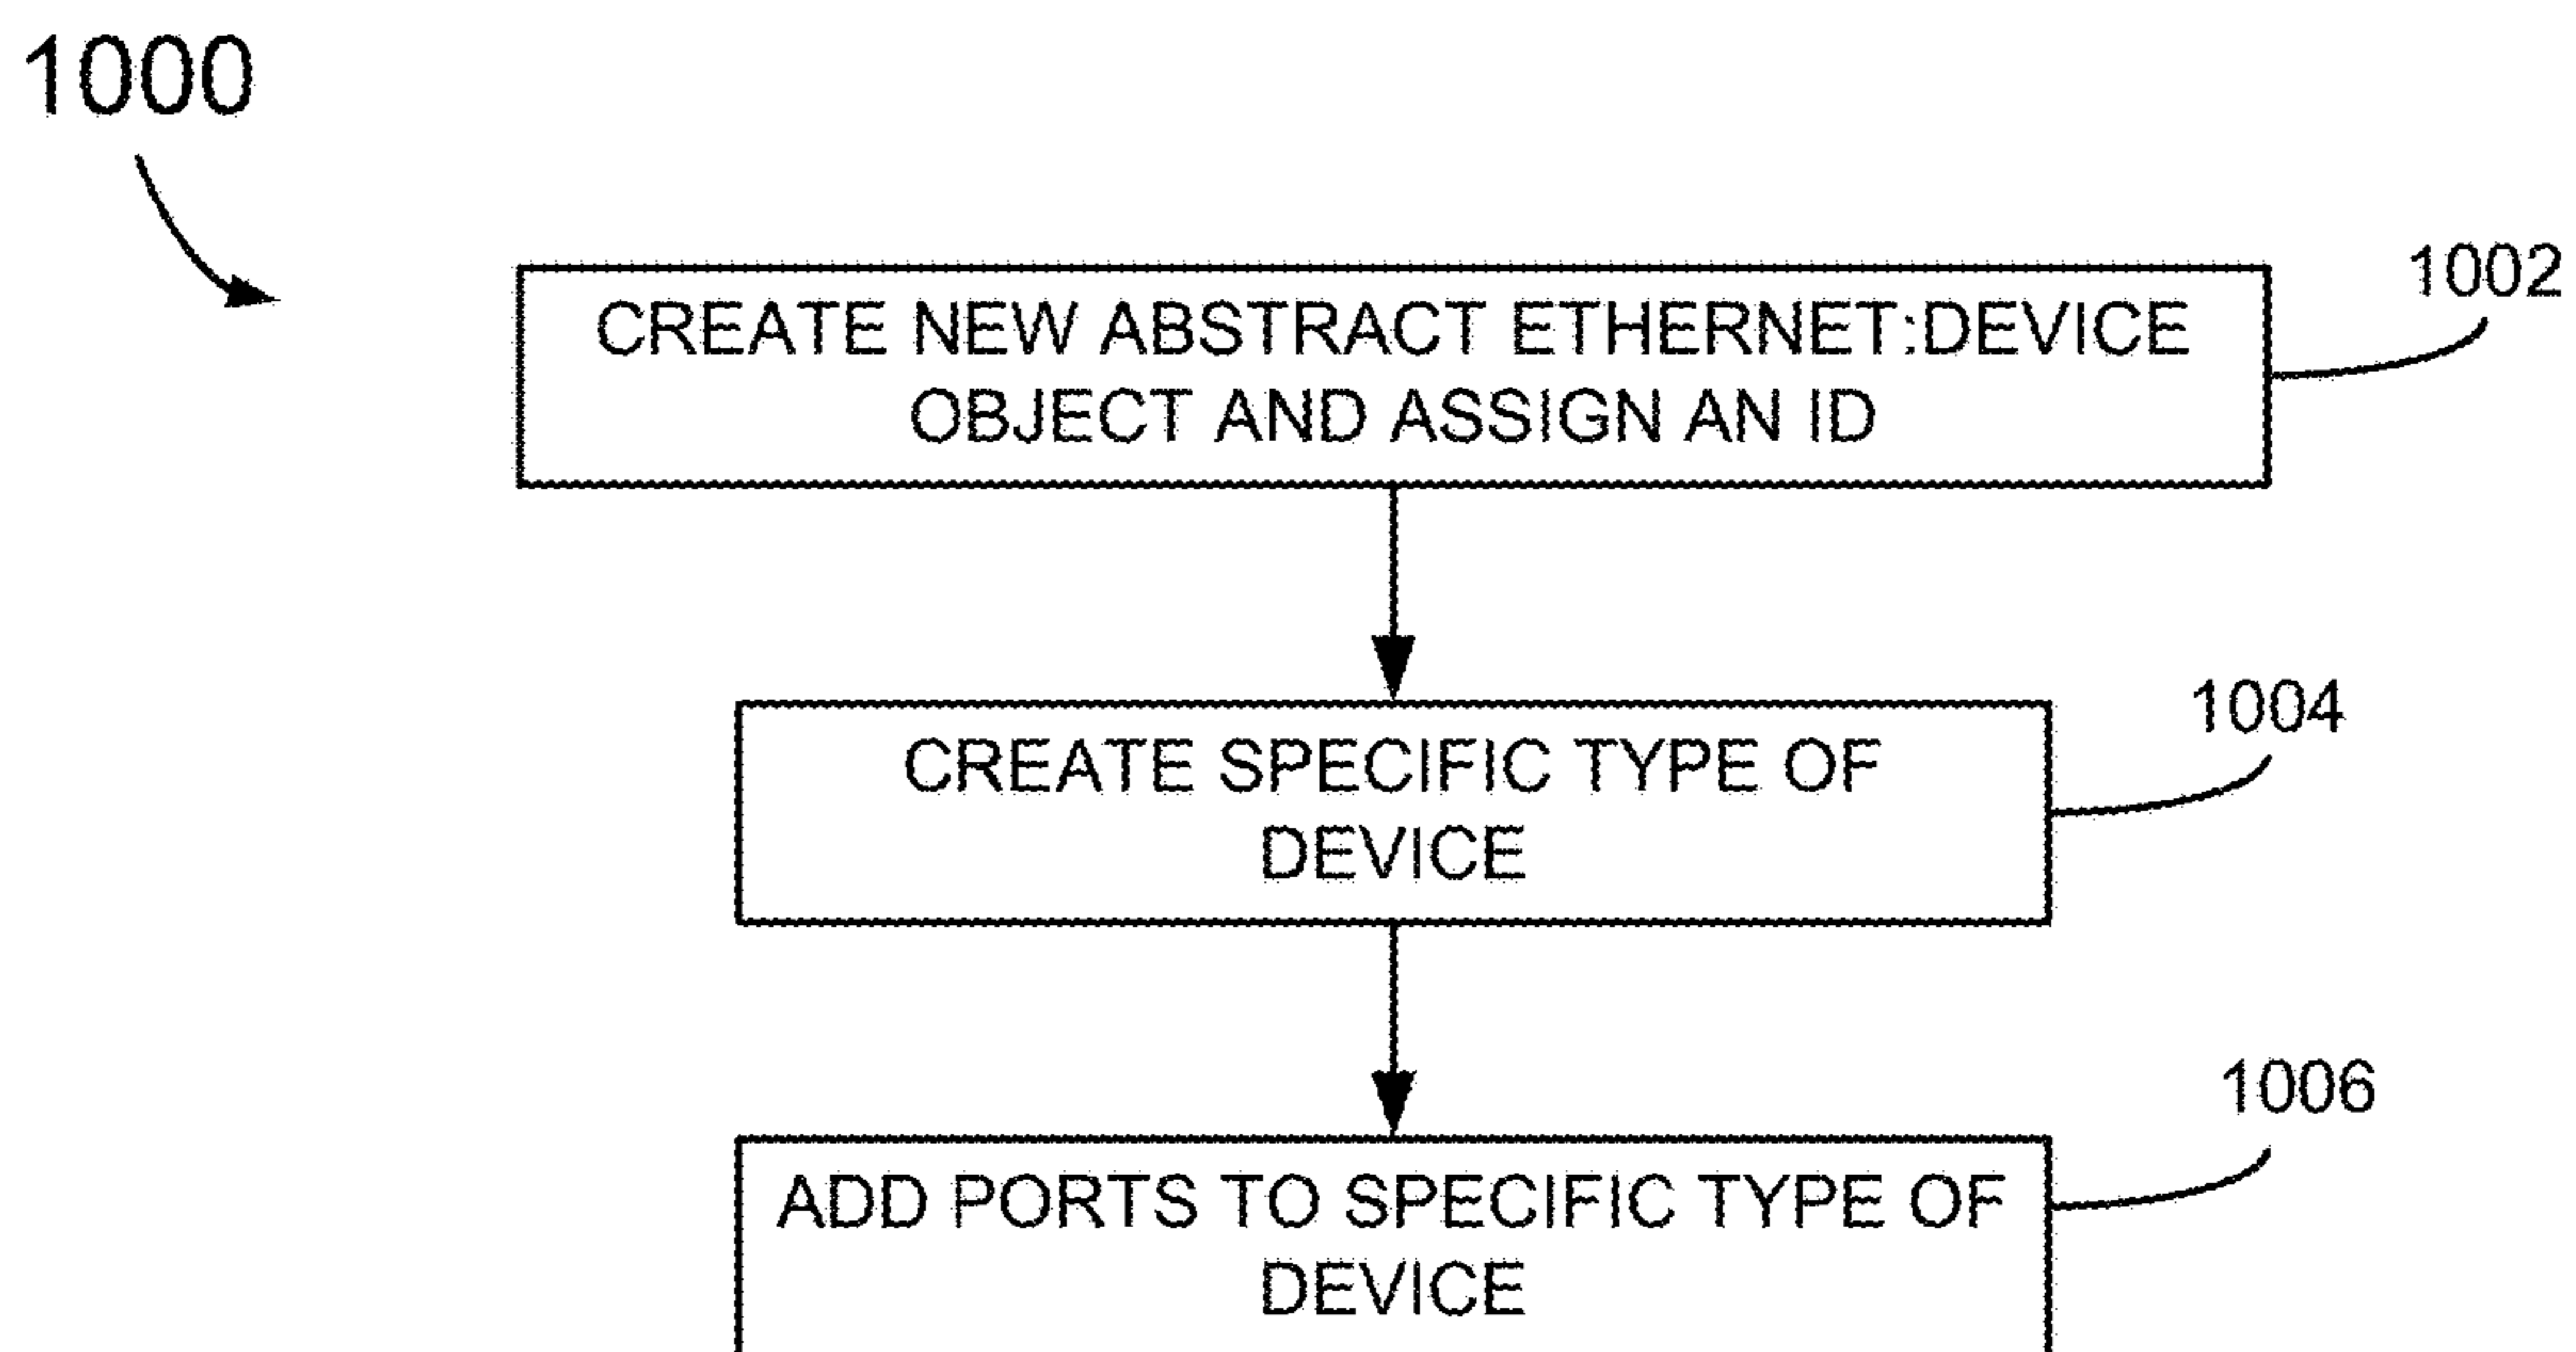 1000
1002
CREATE NEW ABSTRACT ETHERNET:DEVICE
OBJECT AND ASSIGN AN ID
1004
CREATE SPECIFIC TYPE OF
DEVICE
1006
ADD PORTS TO SPECIFIC TYPE OF
DEVICE